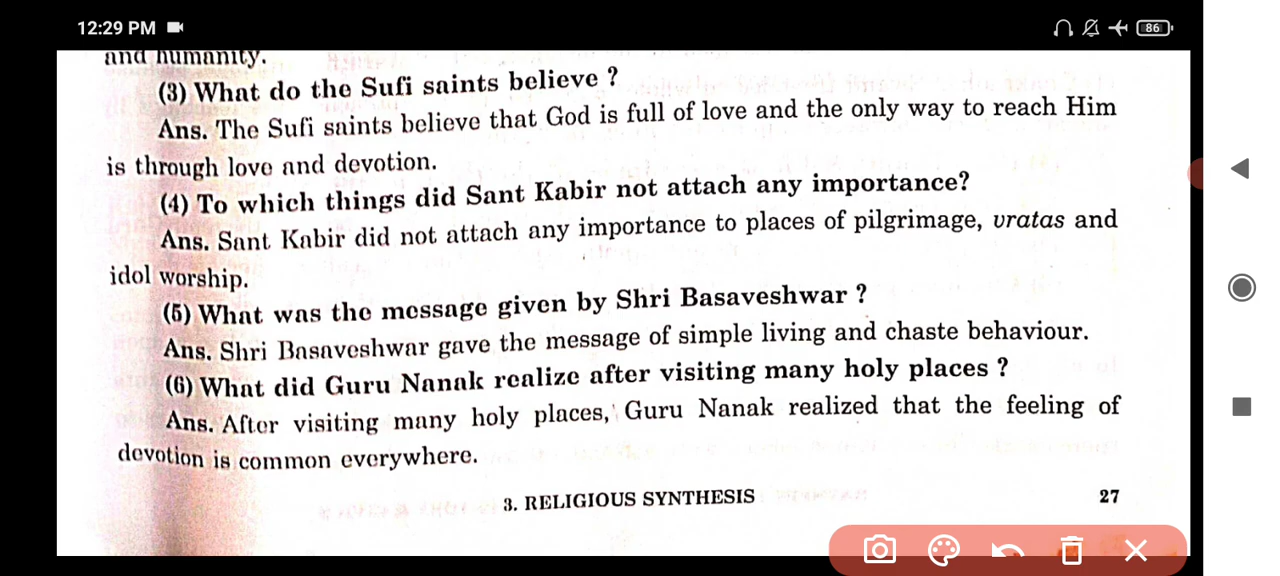 12:29 PM
86
and humanity.
(3) What do the Sufi saints believe ?
Ans. The Sufi saints believe that God is full of love and the only way to reach Him
is through love and devotion.
(4) To which things did Sant Kabir not attach any importance?
Ans. Sant Kabir did not attach any importance to places of pilgrimage, vratas and
idol worship.
(5) What was the message given by Shri Basaveshwar ?
Ans. Shri Basaveshwar gave the message of simple living and chaste behaviour.
(6) What did Guru Nanak realize after visiting many holy places ?
Ans. After visiting many holy places, Guru Nanak realized that the feeling of
devotion is common everywhere.
3. RELIGIOUS SYNTHESIS 27